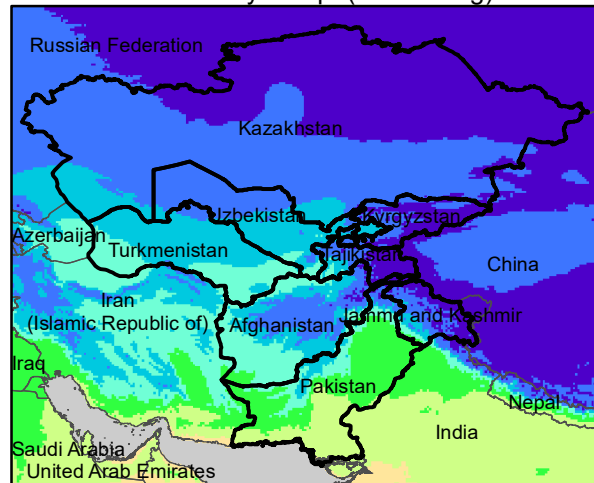 Russian Federation
Kazakhstan
Izbekistan
Kyrgyzstan
Azerbaijan
Turkmenistan
Tajikistan
China
Iran
(Islamic Republic of)
Afghanistan
Jammu and Kashmir
Iraq
Pakistan
Nepal
India
Saudi Arabia
United Arab Emirates